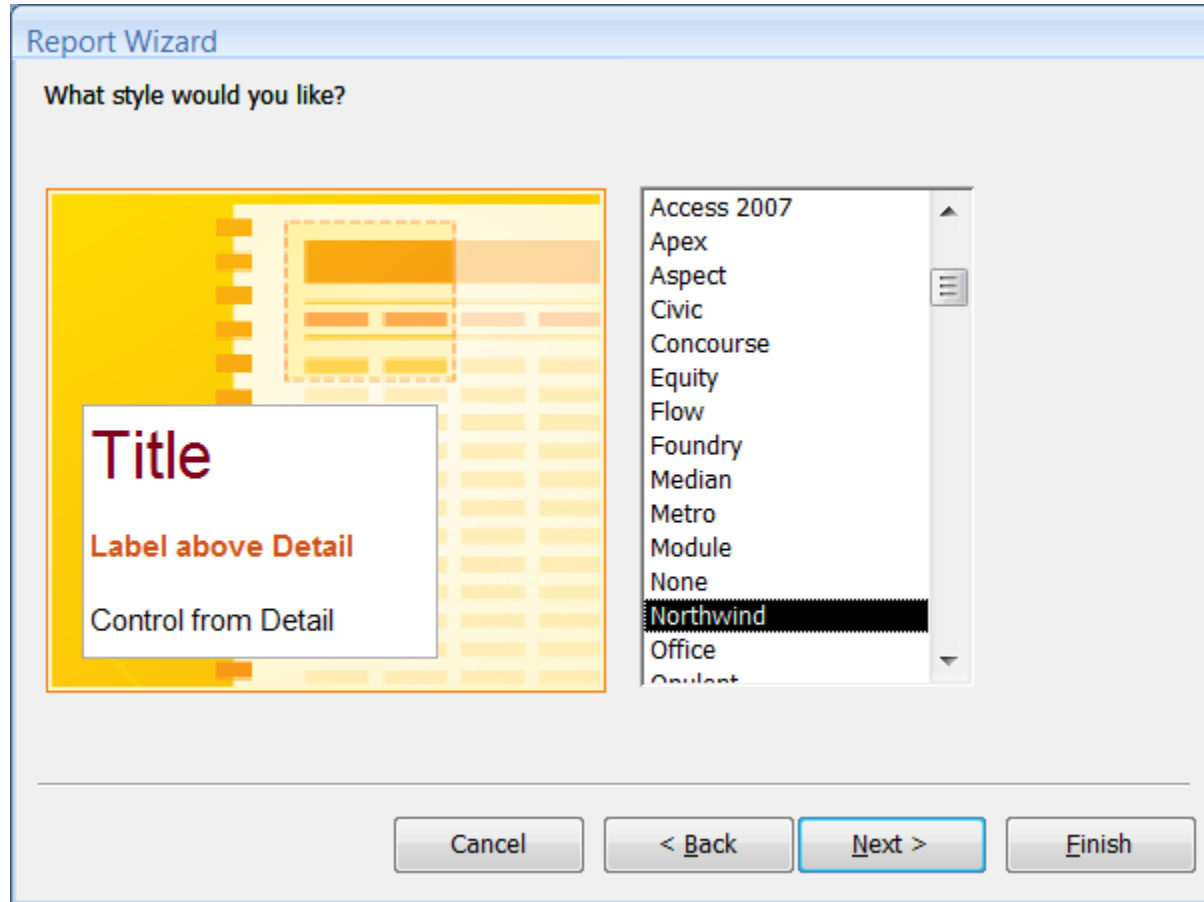 Report Wizard
What style would you like?
Title
Label above Detail
Control from Detail
Access 2007
Apex
Aspect
Civic
Concourse
Equity
Flow
Foundry
Median
Metro
Module
None
Northwind
Office
Opulent
Cancel
< Back
Next >
Finish